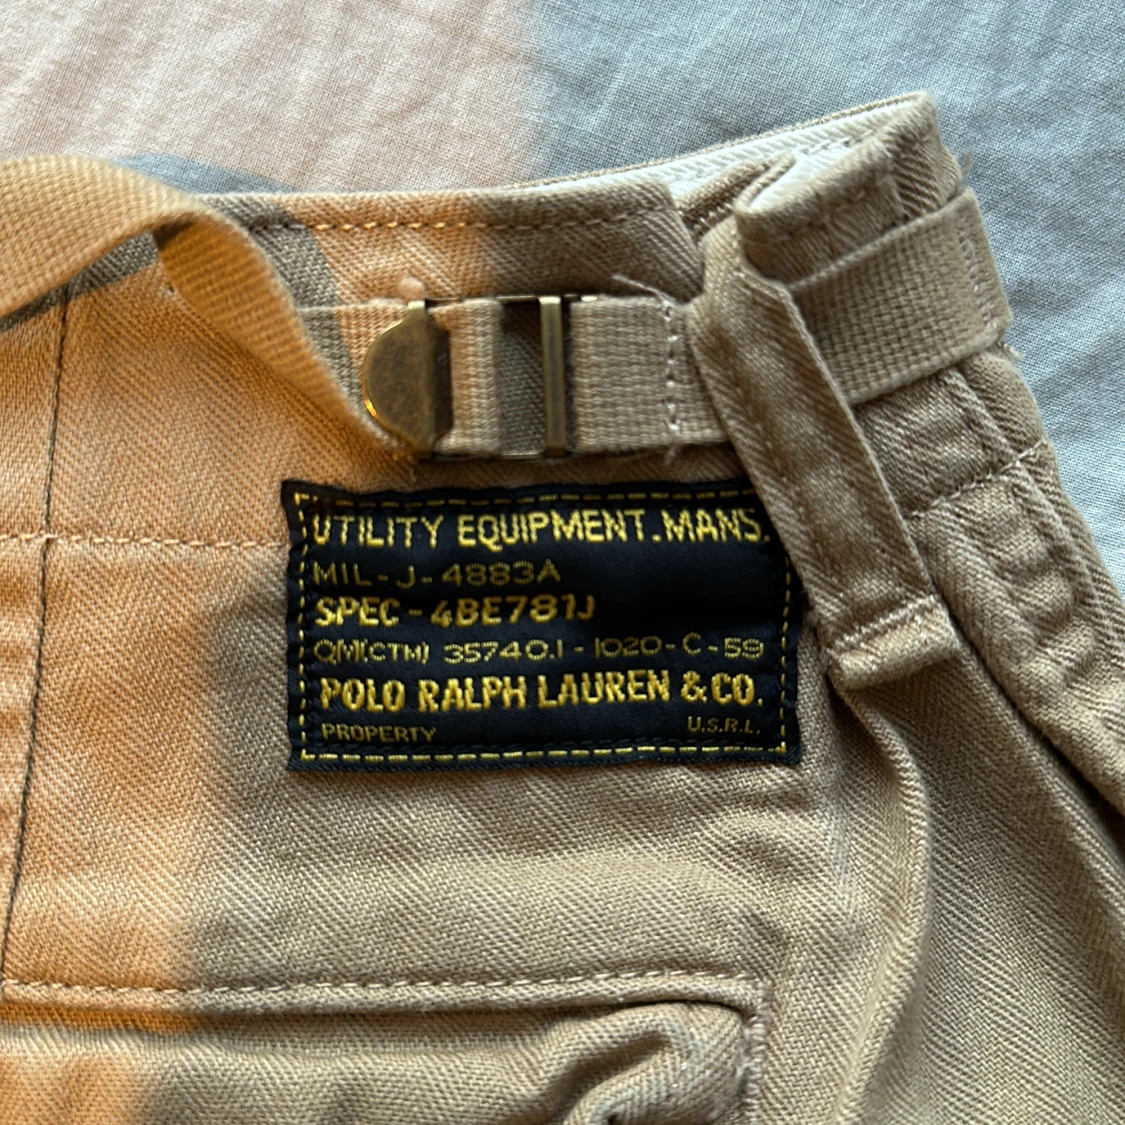 UTILITY EQUIPMENT.MANS.
MIL-J-4883A
SPEC-4BE781J
QM(CTM) 35740.1-1020-C-59
POLO RALPH LAUREN & CO.
PROPERTY U.S.R.L.